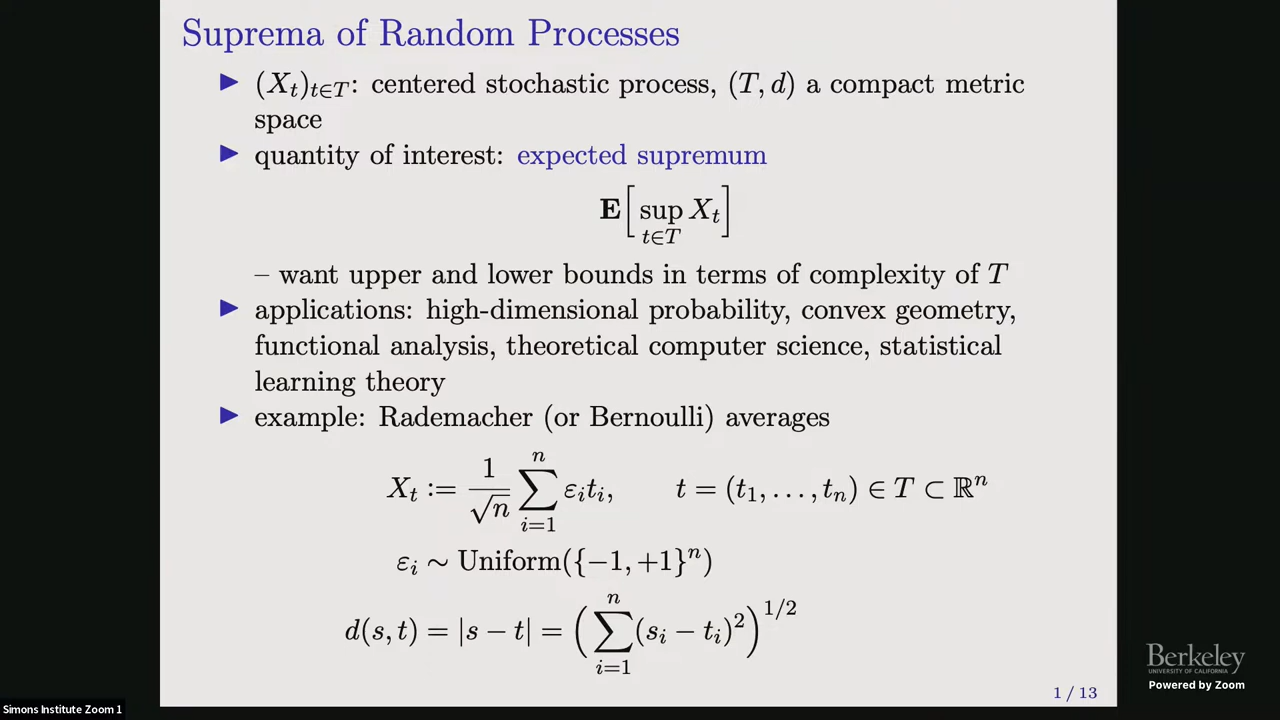 Suprema of Random Processes
▶ (X_t)_{t∈T}: centered stochastic process, (T, d) a compact metric
space
▶ quantity of interest: expected supremum
E[ sup_{t∈T} X_t ]
– want upper and lower bounds in terms of complexity of T
▶ applications: high-dimensional probability, convex geometry,
functional analysis, theoretical computer science, statistical
learning theory
▶ example: Rademacher (or Bernoulli) averages
X_t := \frac{1}{\sqrt{n}} \sum_{i=1}^{n} ε_i t_i, t = (t_1, . . . , t_n) ∈ T ⊂ ℝ^n
ε_i ∼ Uniform({−1, +1}^n)
d(s, t) = |s − t| = ( \sum_{i=1}^{n} (s_i − t_i)^2 )^{1/2}
1 / 13
Berkeley
UNIVERSITY OF CALIFORNIA
Powered by Zoom
Simons Institute Zoom 1